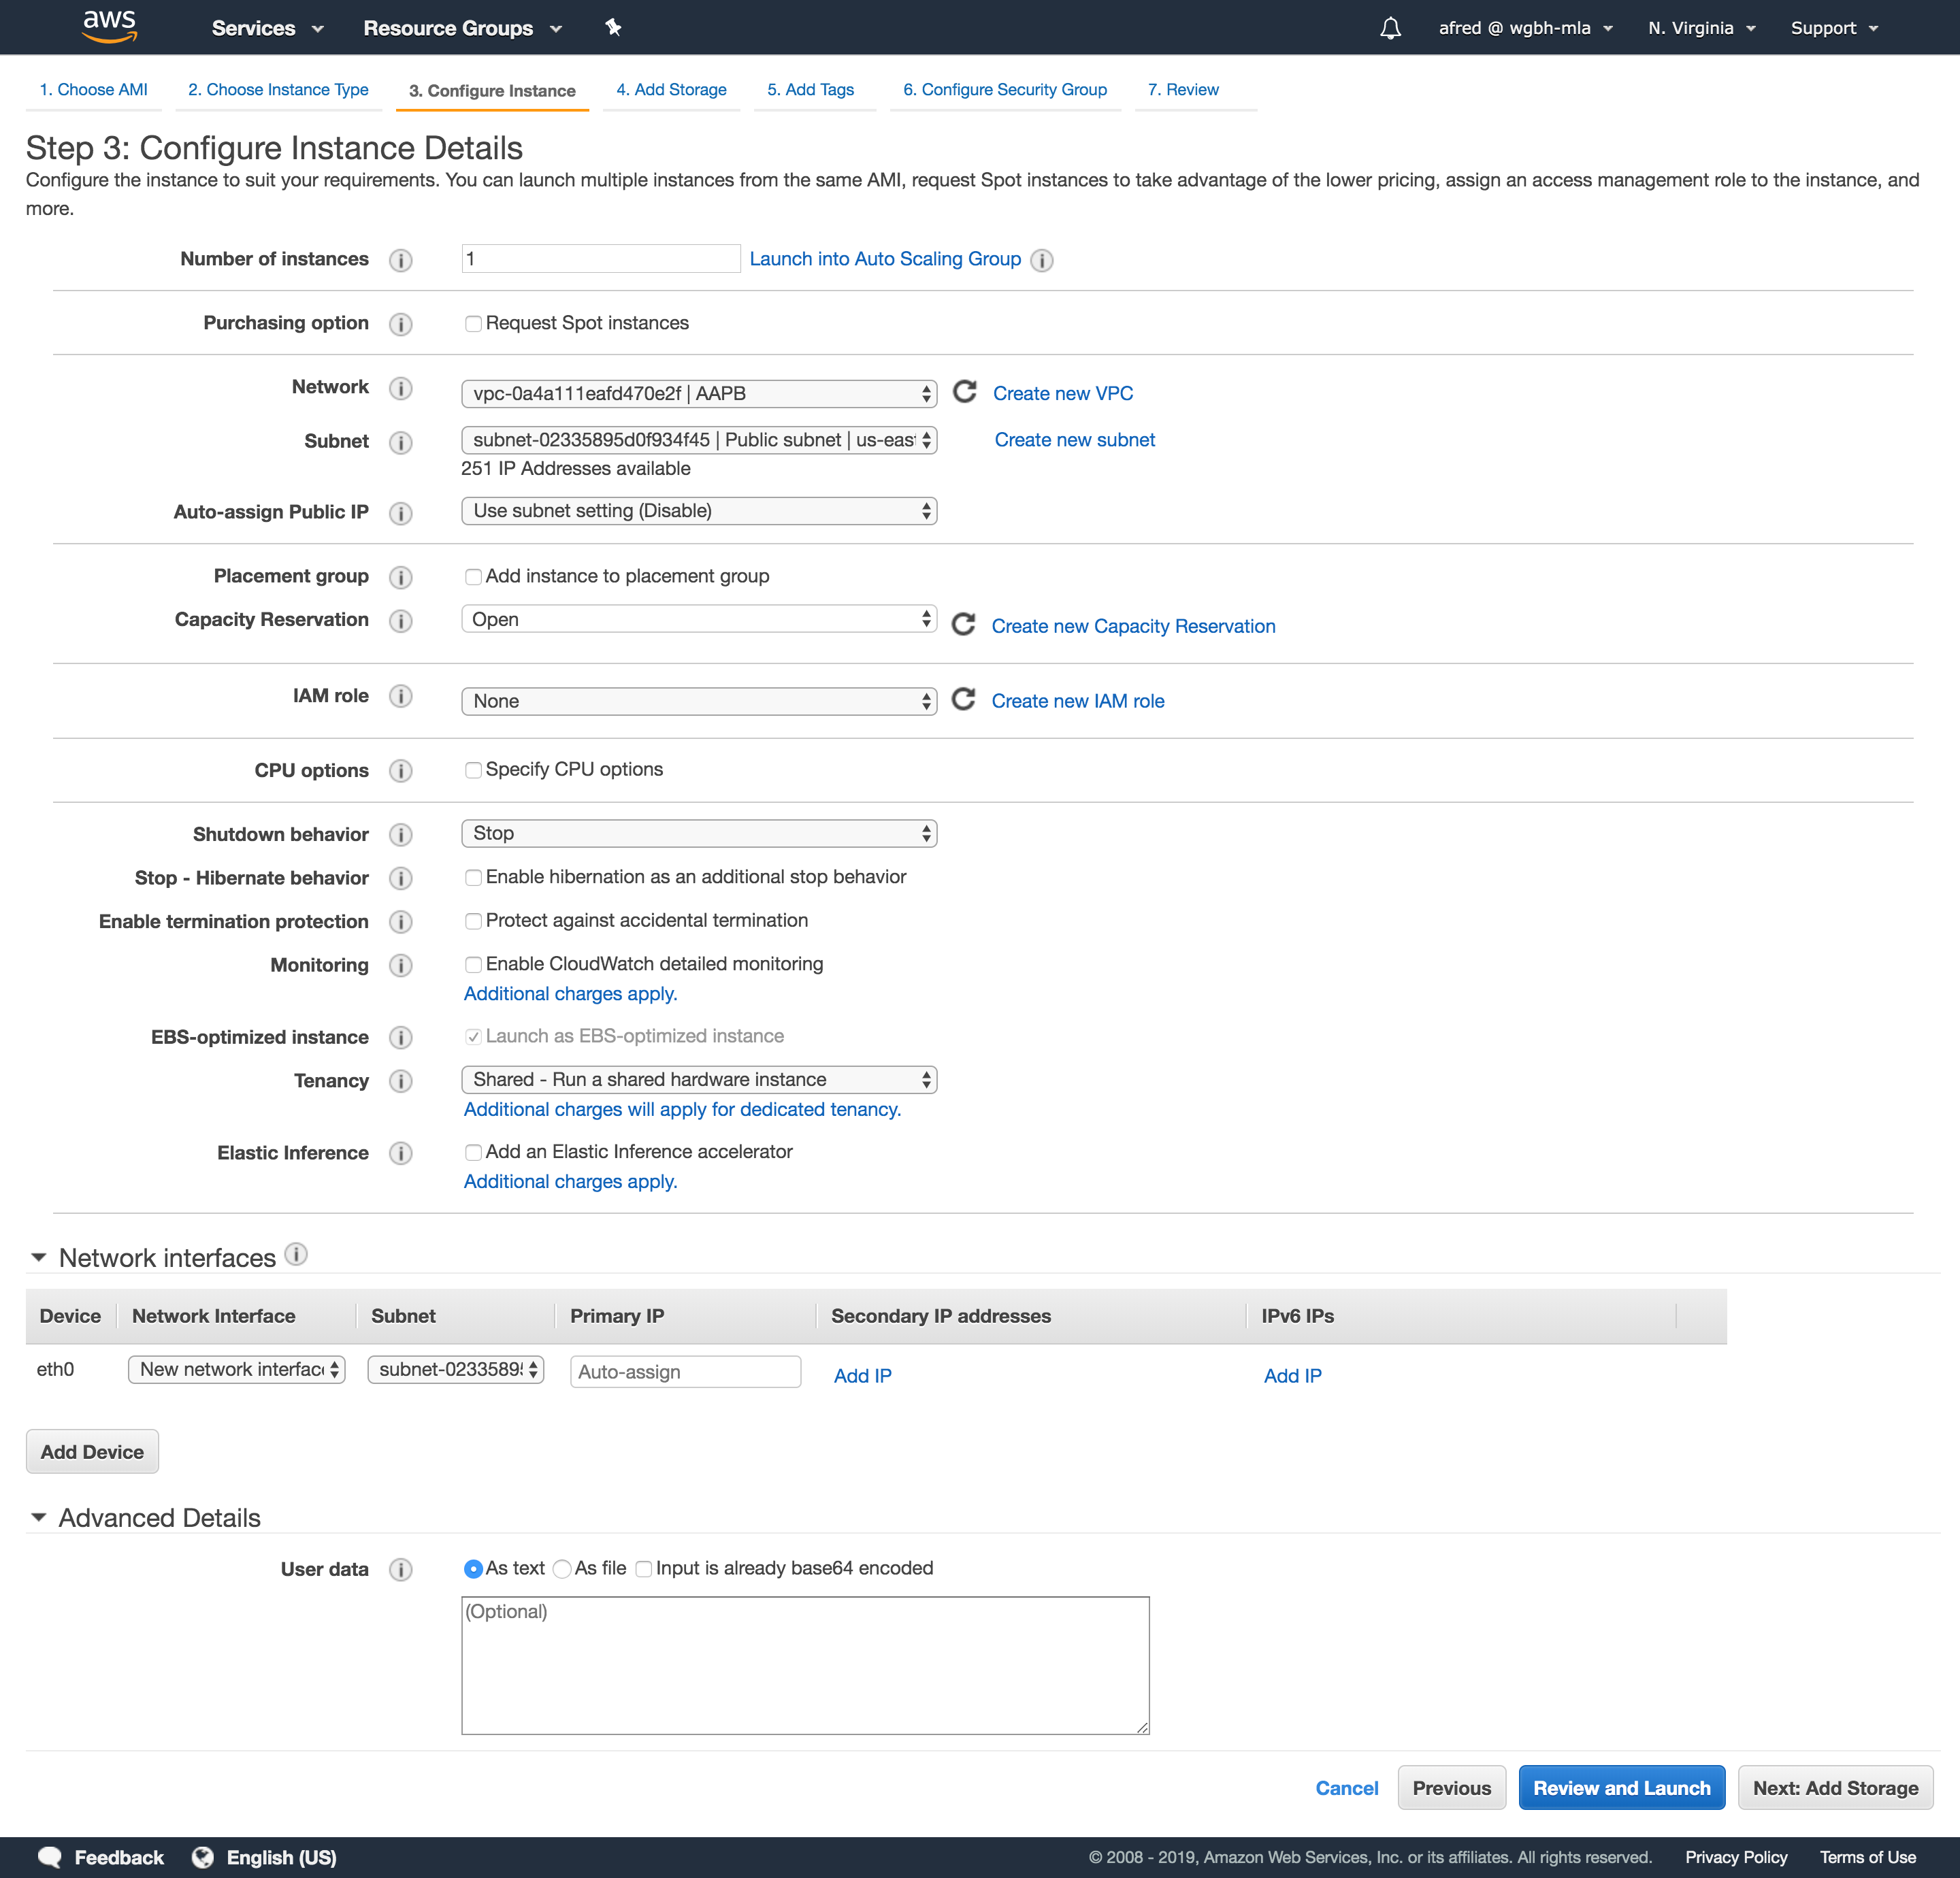 aws Services Resource Groups afred @ wgbh-mla N. Virginia Support
1. Choose AMI 2. Choose Instance Type 3. Configure Instance 4. Add Storage 5. Add Tags 6. Configure Security Group 7. Review
Step 3: Configure Instance Details
Configure the instance to suit your requirements. You can launch multiple instances from the same AMI, request Spot instances to take advantage of the lower pricing, assign an access management role to the instance, and
more.
Number of instances i 1 Launch into Auto Scaling Group i
Purchasing option i Request Spot instances
Network i vpc-0a4a111eafd470e2f | AAPB Create new VPC
Subnet i subnet-02335895d0f934f45 | Public subnet | us-east Create new subnet
251 IP Addresses available
Auto-assign Public IP i Use subnet setting (Disable)
Placement group i Add instance to placement group
Capacity Reservation i Open Create new Capacity Reservation
IAM role i None Create new IAM role
CPU options i Specify CPU options
Shutdown behavior i Stop
Stop - Hibernate behavior i Enable hibernation as an additional stop behavior
Enable termination protection i Protect against accidental termination
Monitoring i Enable CloudWatch detailed monitoring
Additional charges apply.
EBS-optimized instance i Launch as EBS-optimized instance
Tenancy i Shared - Run a shared hardware instance
Additional charges will apply for dedicated tenancy.
Elastic Inference i Add an Elastic Inference accelerator
Additional charges apply.
Network interfaces i
Device Network Interface Subnet Primary IP Secondary IP addresses IPv6 IPs
eth0 New network interfac subnet-0233589 Auto-assign Add IP Add IP
Add Device
Advanced Details
User data i As text As file Input is already base64 encoded
(Optional)
Cancel Previous Review and Launch Next: Add Storage
Feedback English (US) © 2008 - 2019, Amazon Web Services, Inc. or its affiliates. All rights reserved. Privacy Policy Terms of Use